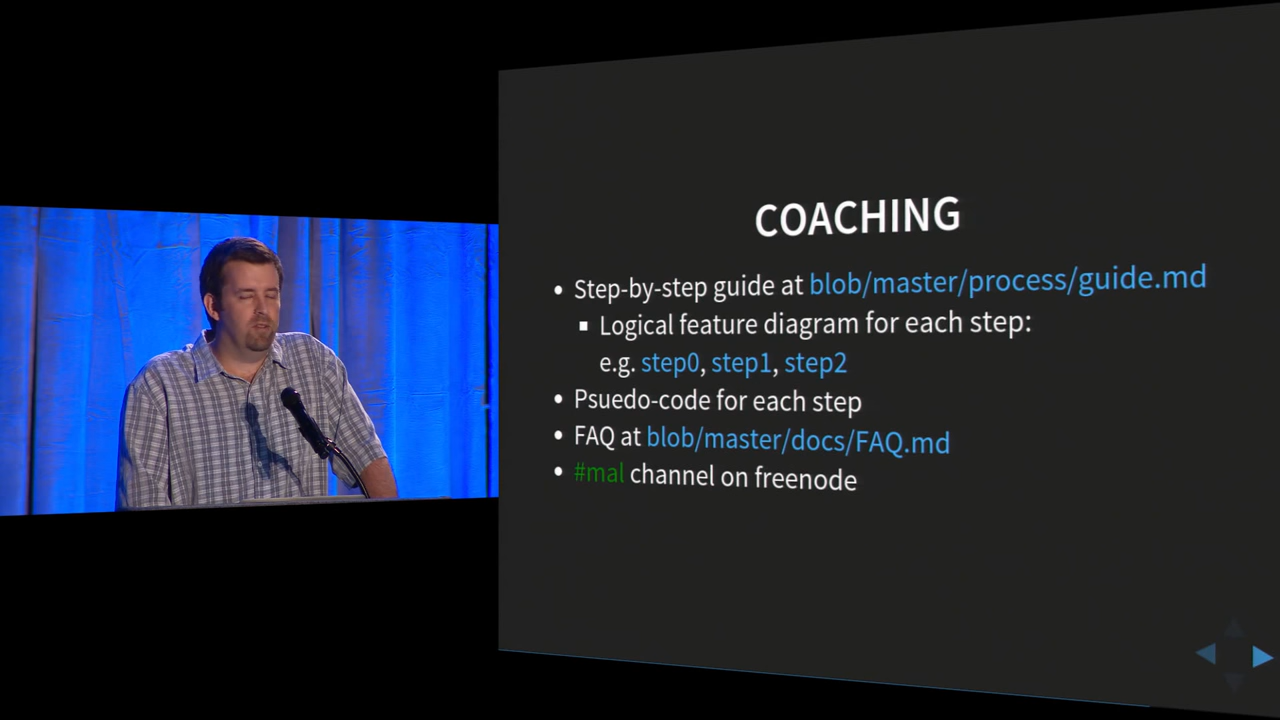 COACHING
• Step-by-step guide at blob/master/process/guide.md
▪ Logical feature diagram for each step:
e.g. step0, step1, step2
• Psuedo-code for each step
• FAQ at blob/master/docs/FAQ.md
• #mal channel on freenode